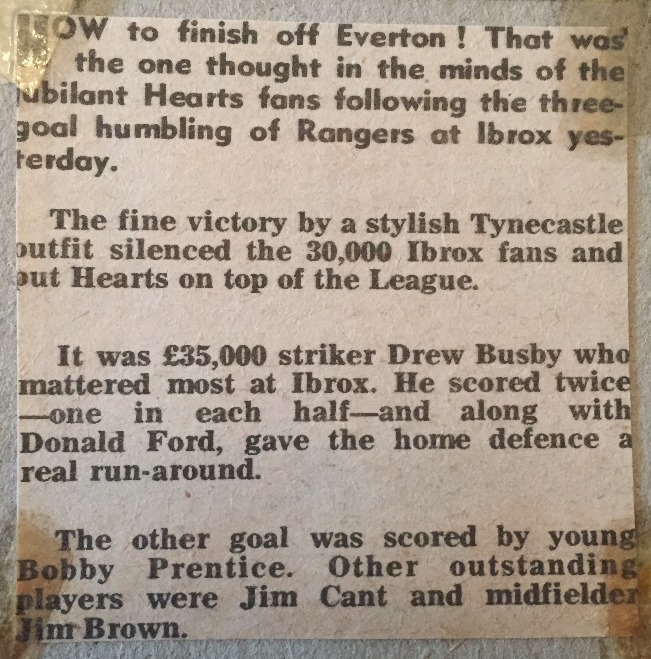 NOW to finish off Everton ! That was
the one thought in the minds of the
jubilant Hearts fans following the three-
goal humbling of Rangers at Ibrox yes-
terday.
The fine victory by a stylish Tynecastle
outfit silenced the 30,000 Ibrox fans and
put Hearts on top of the League.
It was £35,000 striker Drew Busby who
mattered most at Ibrox. He scored twice
—one in each half—and along with
Donald Ford, gave the home defence a
real run-around.
The other goal was scored by young
Bobby Prentice. Other outstanding
players were Jim Cant and midfielder
Jim Brown.